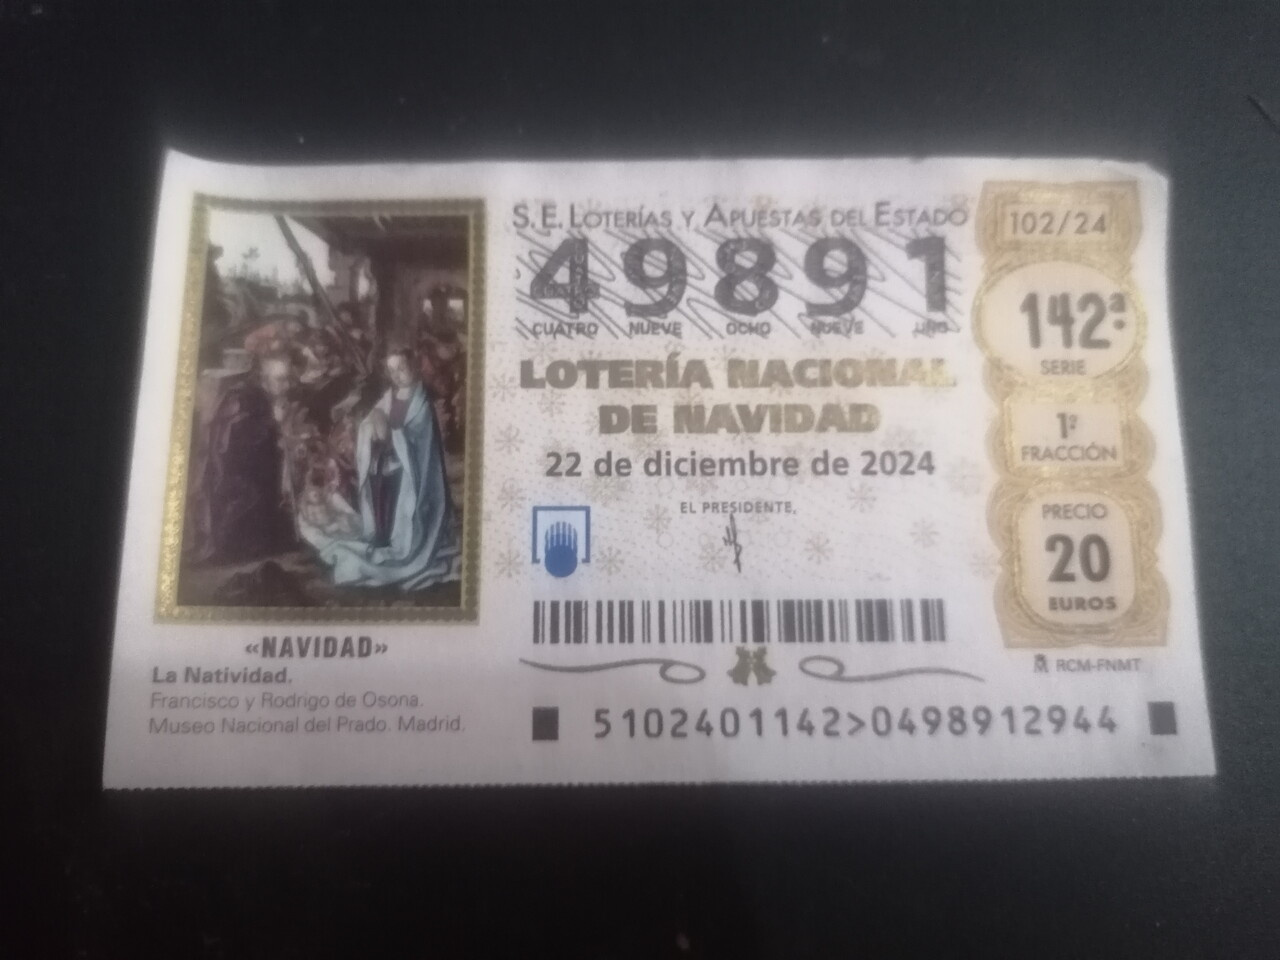 S.E. LOTERÍAS Y APUESTAS DEL ESTADO
49891
CUATRO NUEVE OCHO NUEVE UNO
LOTERÍA NACIONAL
DE NAVIDAD
22 de diciembre de 2024
EL PRESIDENTE,
102/24
142ª
SERIE
1ª
FRACCIÓN
PRECIO
20
EUROS
RCM-FNMT
«NAVIDAD»
La Natividad.
Francisco y Rodrigo de Osona.
Museo Nacional del Prado. Madrid.
5102401142>0498912944